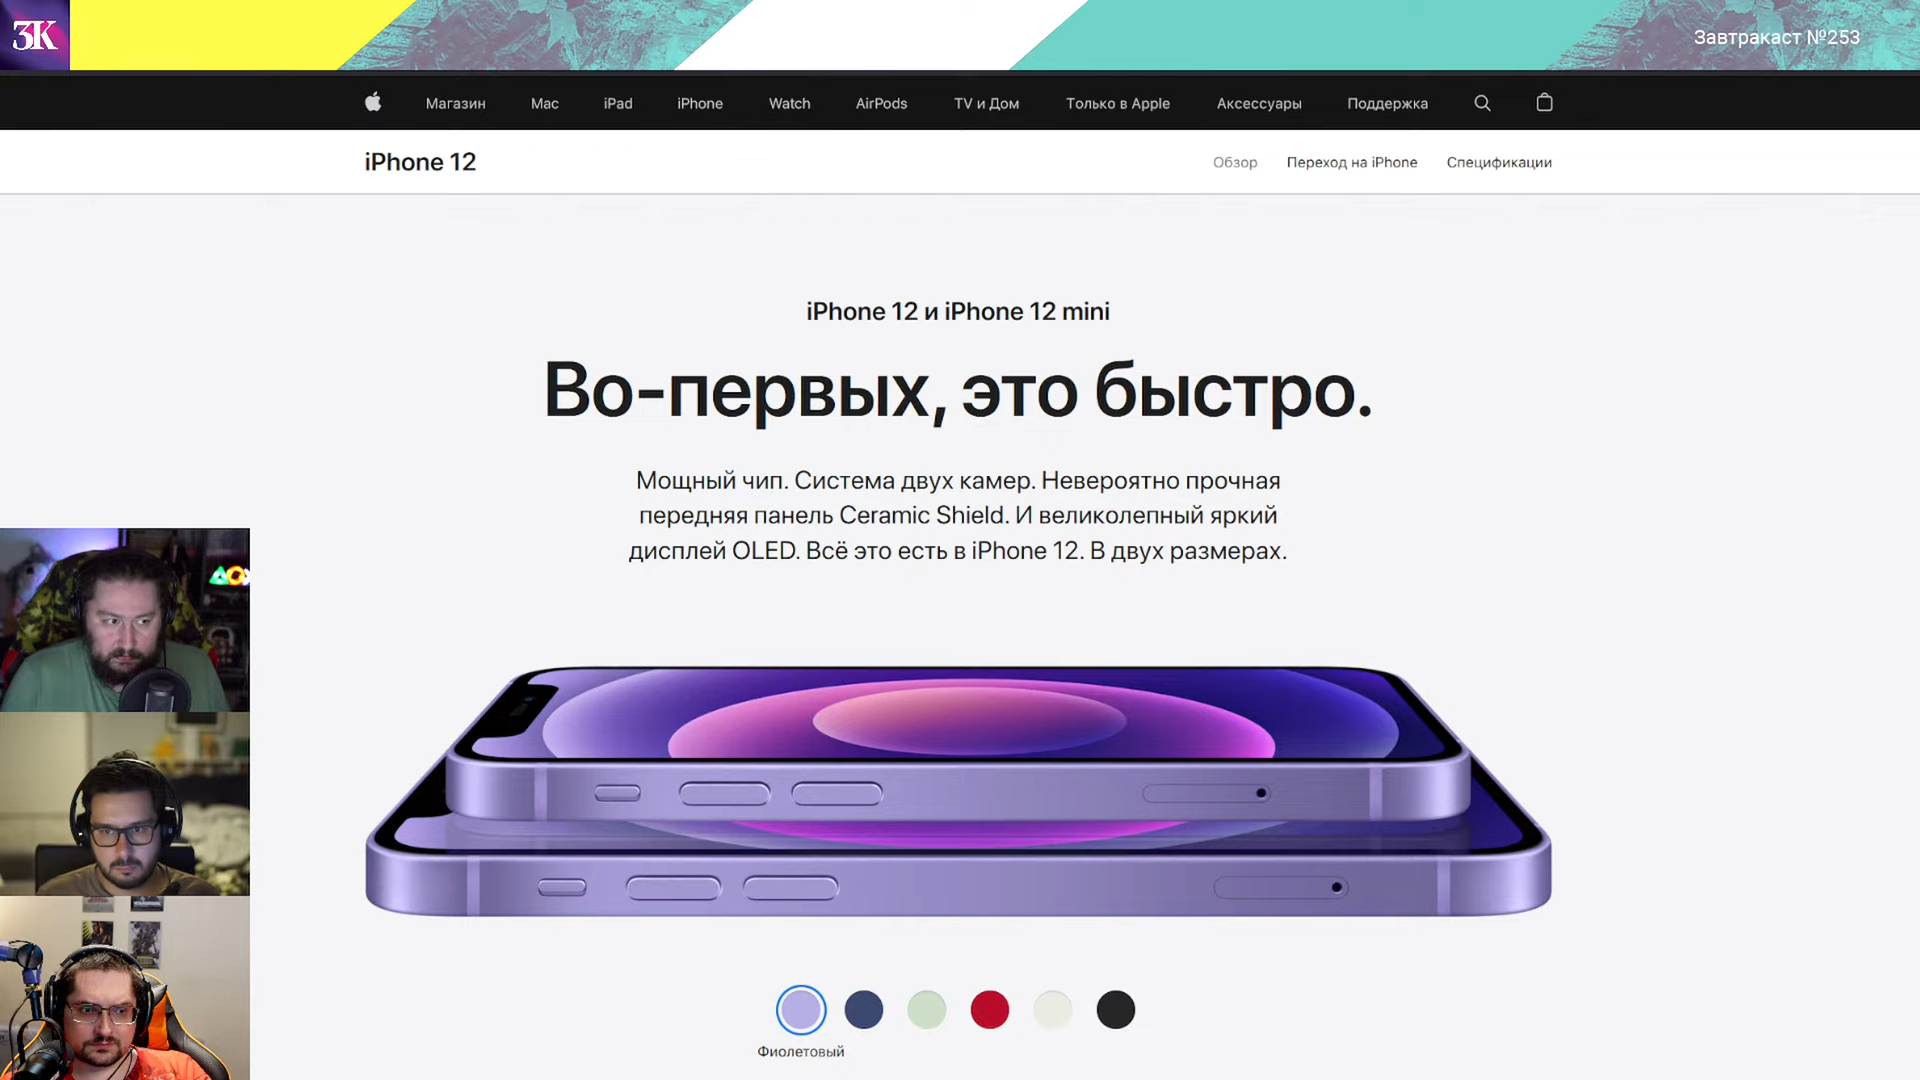 ЗК
Завтракаст №253
Магазин Mac iPad iPhone Watch AirPods TV и Дом Только в Apple Аксессуары Поддержка
iPhone 12
Обзор Переход на iPhone Спецификации
iPhone 12 и iPhone 12 mini
Во-первых, это быстро.
Мощный чип. Система двух камер. Невероятно прочная
передняя панель Ceramic Shield. И великолепный яркий
дисплей OLED. Всё это есть в iPhone 12. В двух размерах.
Фиолетовый